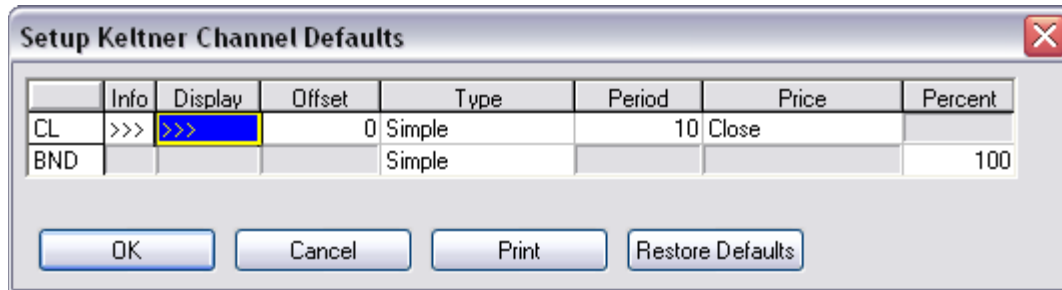 Setup Keltner Channel Defaults
Info Display Offset Type Period Price Percent
CL >>> >>> 0 Simple 10 Close
BND Simple 100
OK Cancel Print Restore Defaults